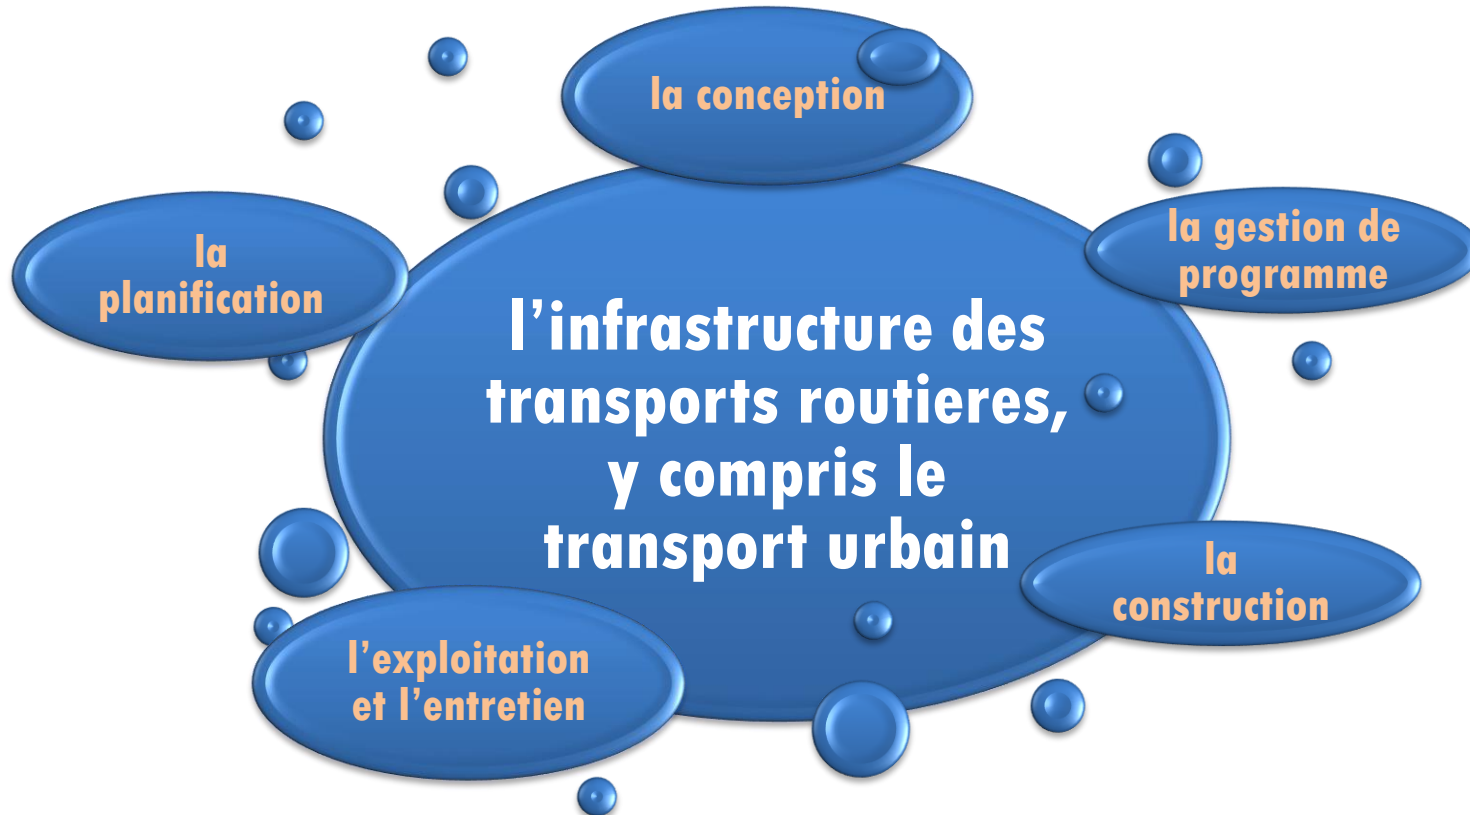 la conception
la
planification
la gestion de
programme
l’infrastructure des
transports routieres,
y compris le
transport urbain
la
construction
l’exploitation
et l’entretien